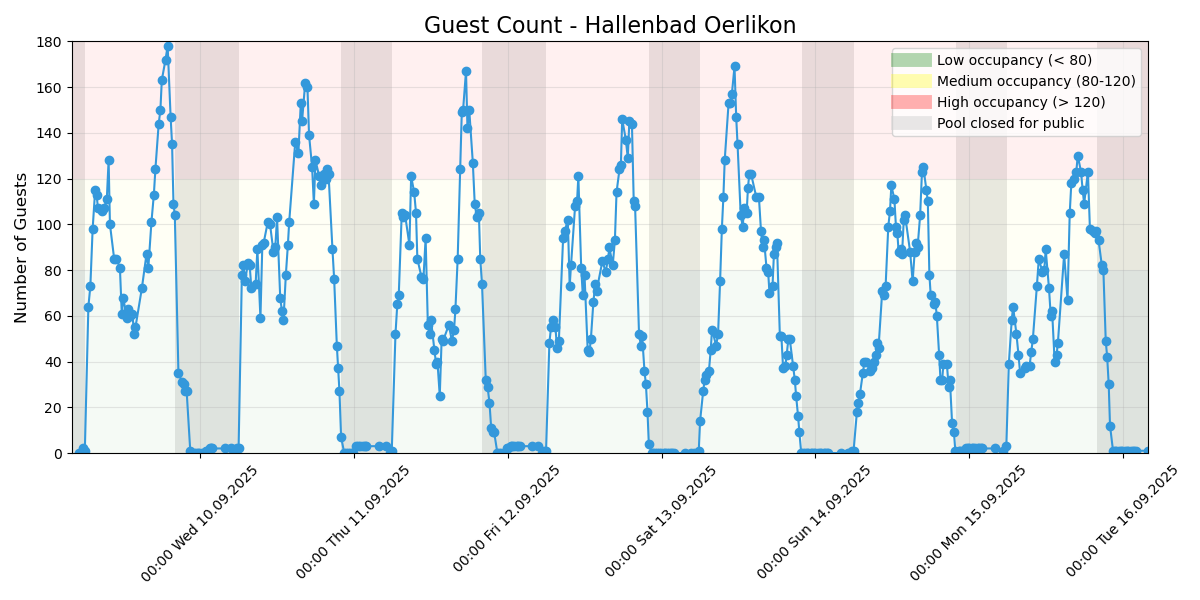 Guest Count - Hallenbad Oerlikon
Number of Guests
180
160
140
120
100
80
60
40
20
0
Low occupancy (< 80)
Medium occupancy (80-120)
High occupancy (> 120)
Pool closed for public
00:00 Wed 10.09.2025
00:00 Thu 11.09.2025
00:00 Fri 12.09.2025
00:00 Sat 13.09.2025
00:00 Sun 14.09.2025
00:00 Mon 15.09.2025
00:00 Tue 16.09.2025